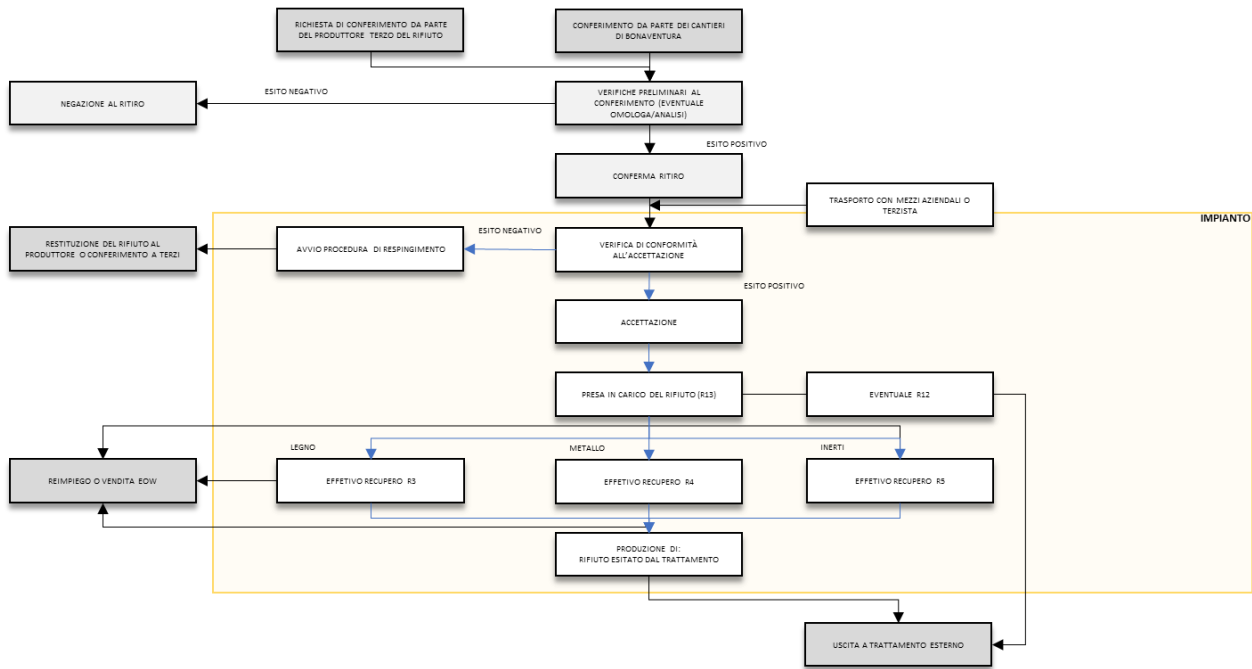 RICHIESTA DI CONFERIMENTO DA PARTE
DEL PRODUTTORE TERZO DEL RIFIUTO
CONFERIMENTO DA PARTE DEI CANTIERI
DI BONAVENTURA
NEGAZIONE AL RITIRO
ESITO NEGATIVO
VERIFICHE PRELIMINARI AL
CONFERIMENTO (EVENTUALE
OMOLOGA/ANALISI)
ESITO POSITIVO
CONFERMA RITIRO
TRASPORTO CON MEZZI AZIENDALI O
TERZISTA
IMPIANTO
RESTITUZIONE DEL RIFIUTO AL
PRODUTTORE O CONFERIMENTO A TERZI
AVVIO PROCEDURA DI RESPINGIMENTO
ESITO NEGATIVO
VERIFICA DI CONFORMITÀ
ALL'ACCETTAZIONE
ESITO POSITIVO
ACCETTAZIONE
PRESA IN CARICO DEL RIFIUTO (R13)
EVENTUALE R12
LEGNO
METALLO
INERTI
REIMPIEGO O VENDITA EOW
EFFETIVO RECUPERO R3
EFFETIVO RECUPERO R4
EFFETIVO RECUPERO R5
PRODUZIONE DI:
RIFIUTO ESITATO DAL TRATTAMENTO
USCITA A TRATTAMENTO ESTERNO